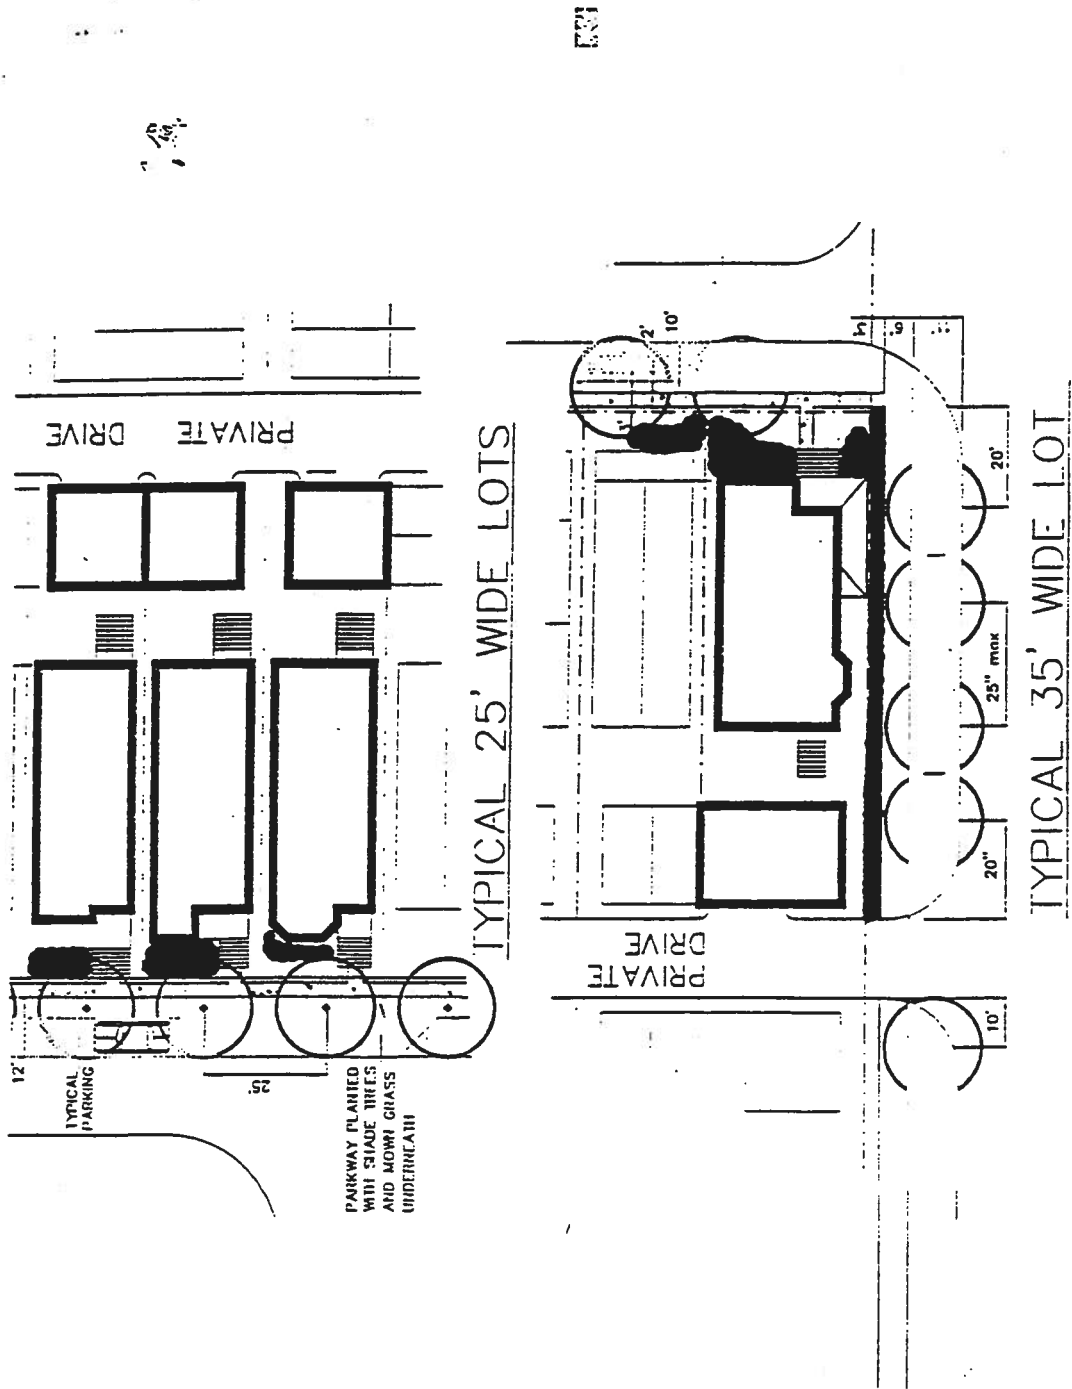 DRIVE PRIVATE
12'
TYPICAL
PARKING
25'
PARKWAY PLANTED
WITH SHADE TREES
AND MOWN GRASS
UNDERNEATH
TYPICAL 25' WIDE LOTS
2'
10'
PRIVATE
DRIVE
6'
20'
25" max
20"
10'
TYPICAL 35' WIDE LOT